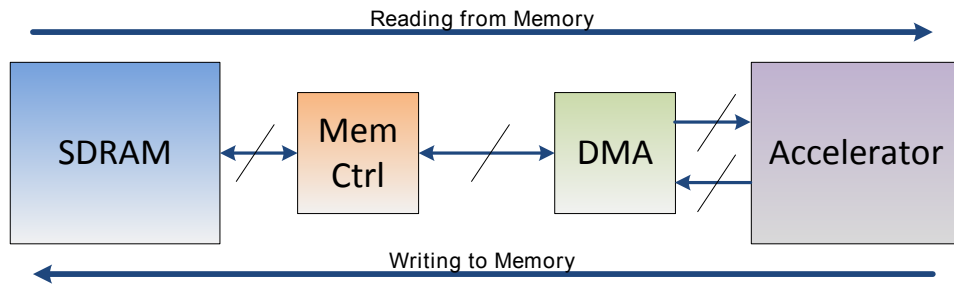 Reading from Memory
SDRAM
Mem
Ctrl
DMA
Accelerator
Writing to Memory